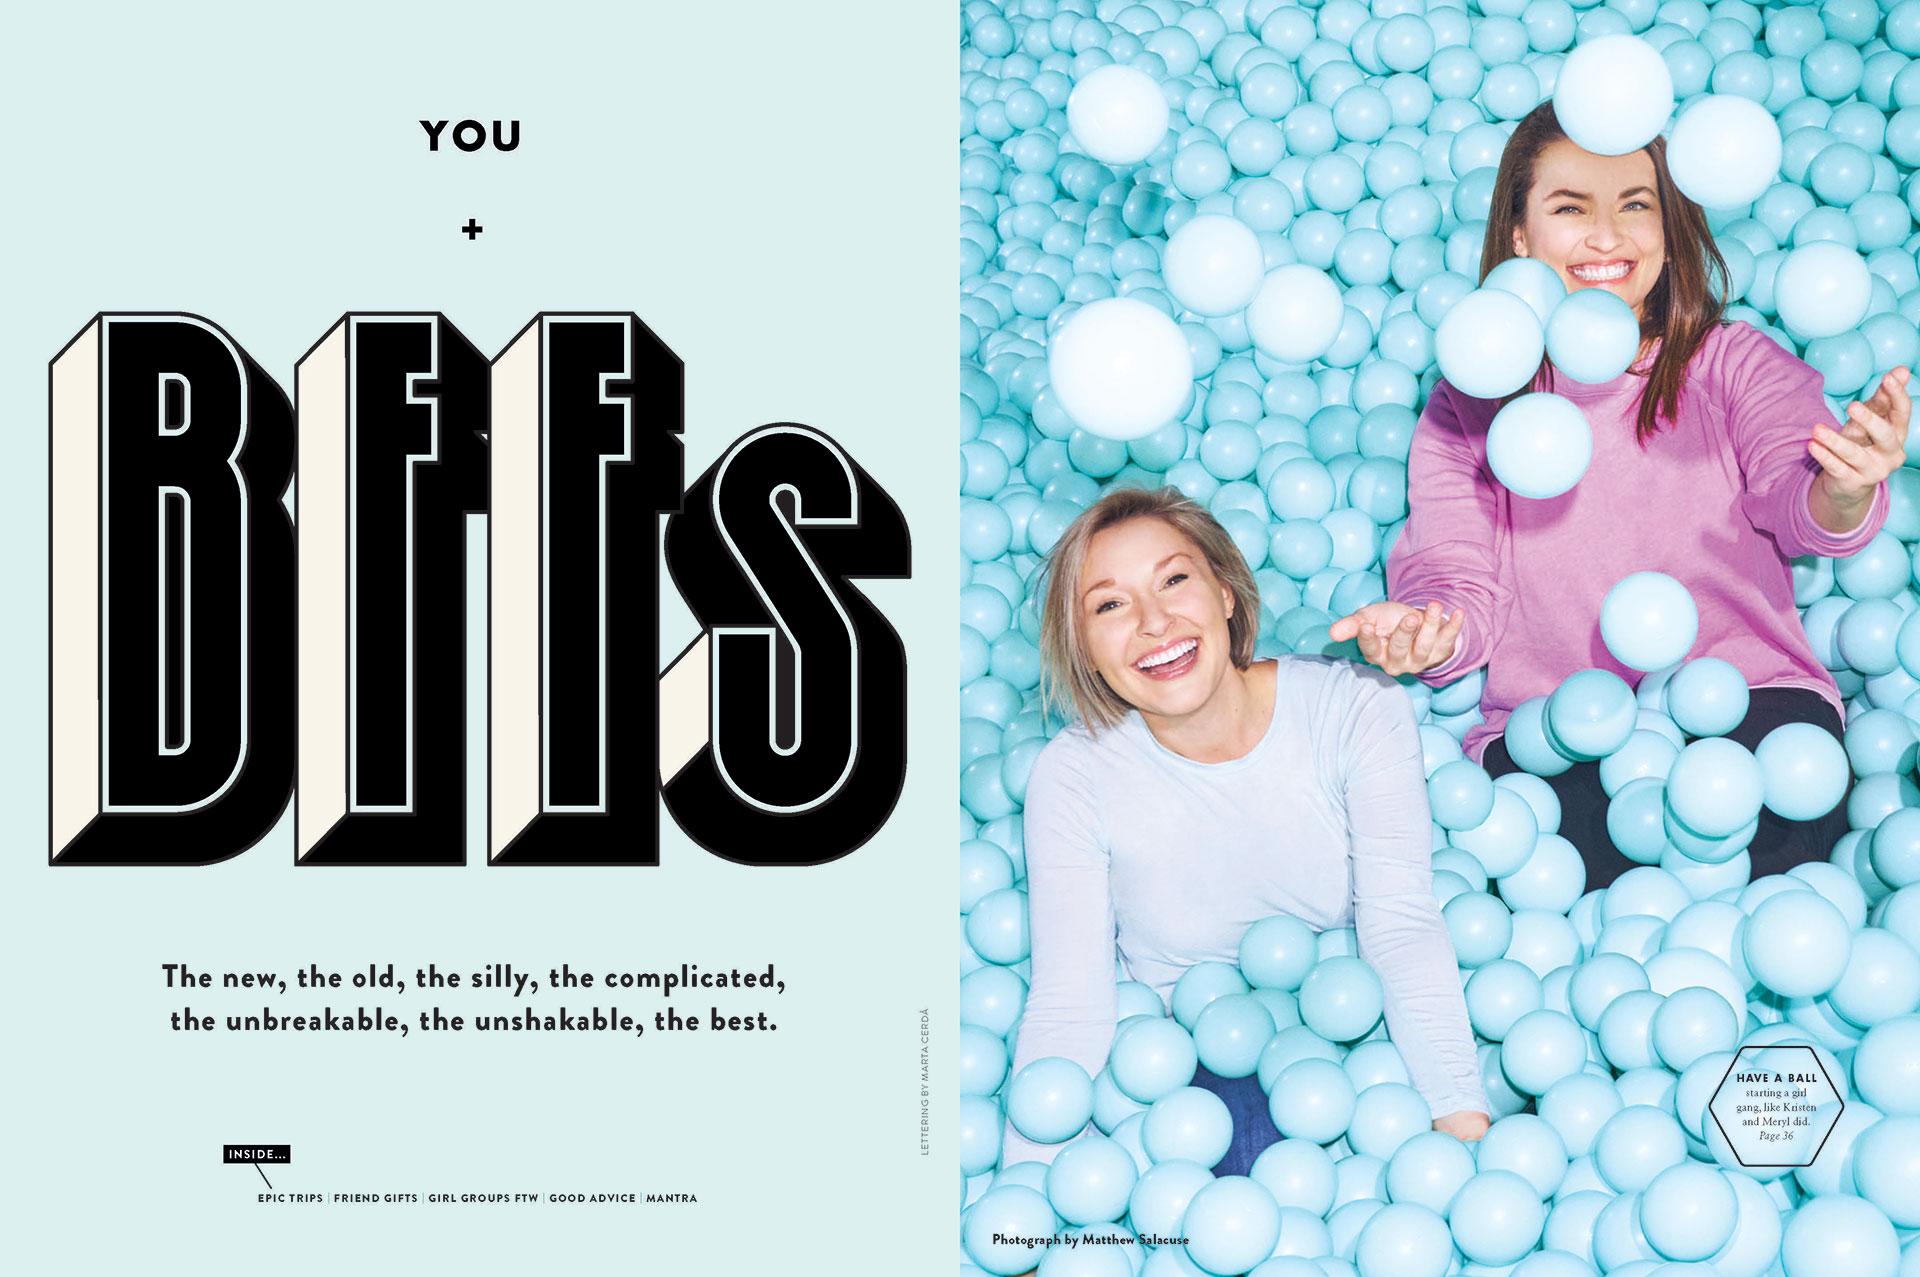 YOU
+
BFFs
The new, the old, the silly, the complicated,
the unbreakable, the unshakable, the best.
LETTERING BY MARTA CERDÀ
INSIDE...
EPIC TRIPS | FRIEND GIFTS | GIRL GROUPS FTW | GOOD ADVICE | MANTRA
HAVE A BALL
starting a girl
gang, like Kristen
and Meryl did.
Page 36
Photograph by Matthew Salacuse